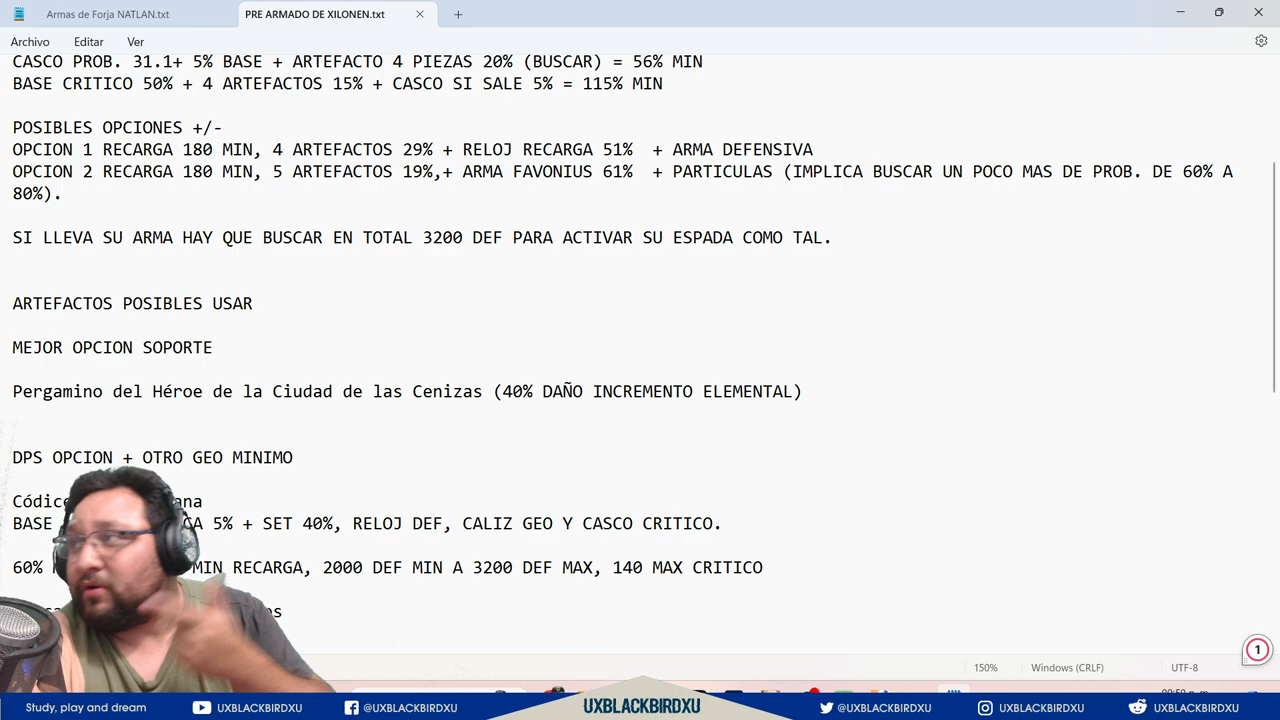 Armas de Forja NATLAN.txt
PRE ARMADO DE XILONEN.txt
Archivo Editar Ver
CASCO PROB. 31.1+ 5% BASE + ARTEFACTO 4 PIEZAS 20% (BUSCAR) = 56% MIN
BASE CRITICO 50% + 4 ARTEFACTOS 15% + CASCO SI SALE 5% = 115% MIN
POSIBLES OPCIONES +/-
OPCION 1 RECARGA 180 MIN, 4 ARTEFACTOS 29% + RELOJ RECARGA 51%  + ARMA DEFENSIVA
OPCION 2 RECARGA 180 MIN, 5 ARTEFACTOS 19%,+ ARMA FAVONIUS 61%  + PARTICULAS (IMPLICA BUSCAR UN POCO MAS DE PROB. DE 60% A
80%).
SI LLEVA SU ARMA HAY QUE BUSCAR EN TOTAL 3200 DEF PARA ACTIVAR SU ESPADA COMO TAL.
ARTEFACTOS POSIBLES USAR
MEJOR OPCION SOPORTE
Pergamino del Héroe de la Ciudad de las Cenizas (40% DAÑO INCREMENTO ELEMENTAL)
DPS OPCION + OTRO GEO MINIMO
Códice
BASE 5% + SET 40%, RELOJ DEF, CALIZ GEO Y CASCO CRITICO.
60% MIN RECARGA, 2000 DEF MIN A 3200 DEF MAX, 140 MAX CRITICO
1
150% Windows (CRLF) UTF-8
Study, play and dream
UXBLACKBIRDXU
@UXBLACKBIRDXU
UXBLACKBIRDXU
@UXBLACKBIRDXU
UXBLACKBIRDXU
UXBLACKBIRDXU